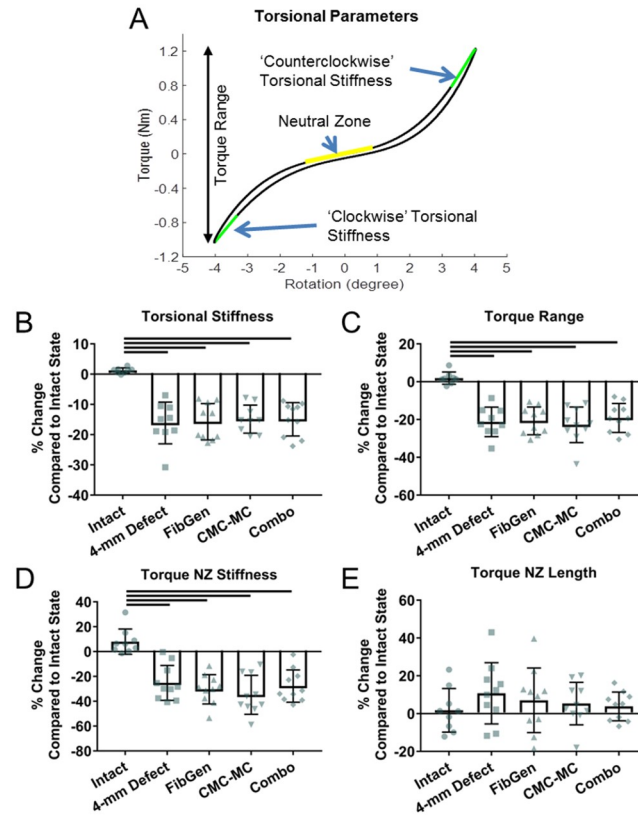 A
Torsional Parameters
1.2
0.8
0.4
0
-0.4
-0.8
-1.2
Torque (Nm)
Torque Range
‘Counterclockwise’
Torsional Stiffness
Neutral Zone
‘Clockwise’ Torsional
Stiffness
-5 -4 -3 -2 -1 0 1 2 3 4 5
Rotation (degree)
B
Torsional Stiffness
% Change
Compared to Intact State
20
10
0
-10
-20
-30
-40
Intact
4-mm Defect
FibGen
CMC-MC
Combo
C
Torque Range
% Change
Compared to Intact State
20
0
-20
-40
-60
Intact
4-mm Defect
FibGen
CMC-MC
Combo
D
Torque NZ Stiffness
% Change
Compared to Intact State
40
20
0
-20
-40
-60
-80
Intact
4-mm Defect
FibGen
CMC-MC
Combo
E
Torque NZ Length
% Change
Compared to Intact State
60
40
20
0
-20
Intact
4-mm Defect
FibGen
CMC-MC
Combo